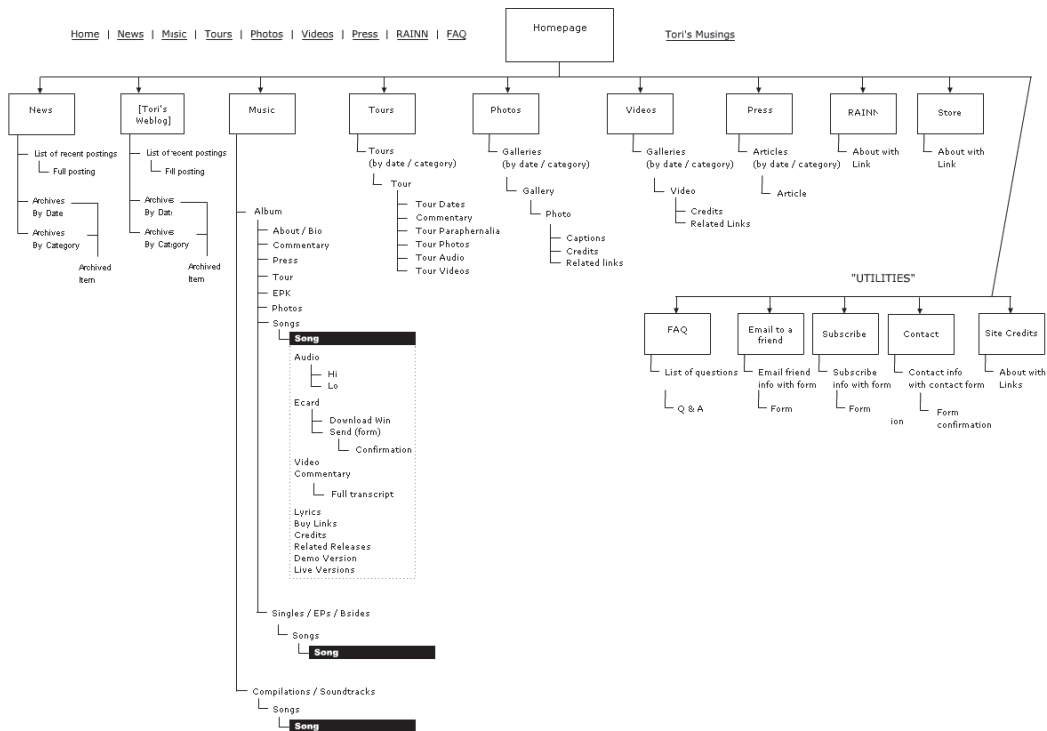 Home | News | Music | Tours | Photos | Videos | Press | RAINN | FAQ
Homepage
Tori's Musings
News
List of recent postings
Full posting
Archives
By Date
Archives
By Category
Archived
Item
[Tori's
Weblog]
List of recent postings
Full posting
Archives
By Date
Archives
By Category
Archived
Item
Music
Album
About / Bio
Commentary
Press
Tour
EPK
Photos
Songs
Song
Audio
Hi
Lo
Ecard
Download Win
Send (form)
Confirmation
Video
Commentary
Full transcript
Lyrics
Buy Links
Credits
Related Releases
Demo Version
Live Versions
Singles / EPs / Bsides
Songs
Song
Compilations / Soundtracks
Songs
Song
Tours
Tours
(by date / category)
Tour
Tour Dates
Commentary
Tour Paraphernalia
Tour Photos
Tour Audio
Tour Videos
Photos
Galleries
(by date / category)
Gallery
Photo
Captions
Credits
Related links
Videos
Galleries
(by date / category)
Video
Credits
Related Links
Press
Articles
(by date / category)
Article
RAINN
About with
Link
Store
About with
Link
"UTILITIES"
FAQ
List of questions
Q & A
Email to a
friend
Email friend
info with form
Form
Subscribe
Subscribe
info with form
Form
ion
Contact
Contact info
with contact form
Form
confirmation
Site Credits
About with
Links